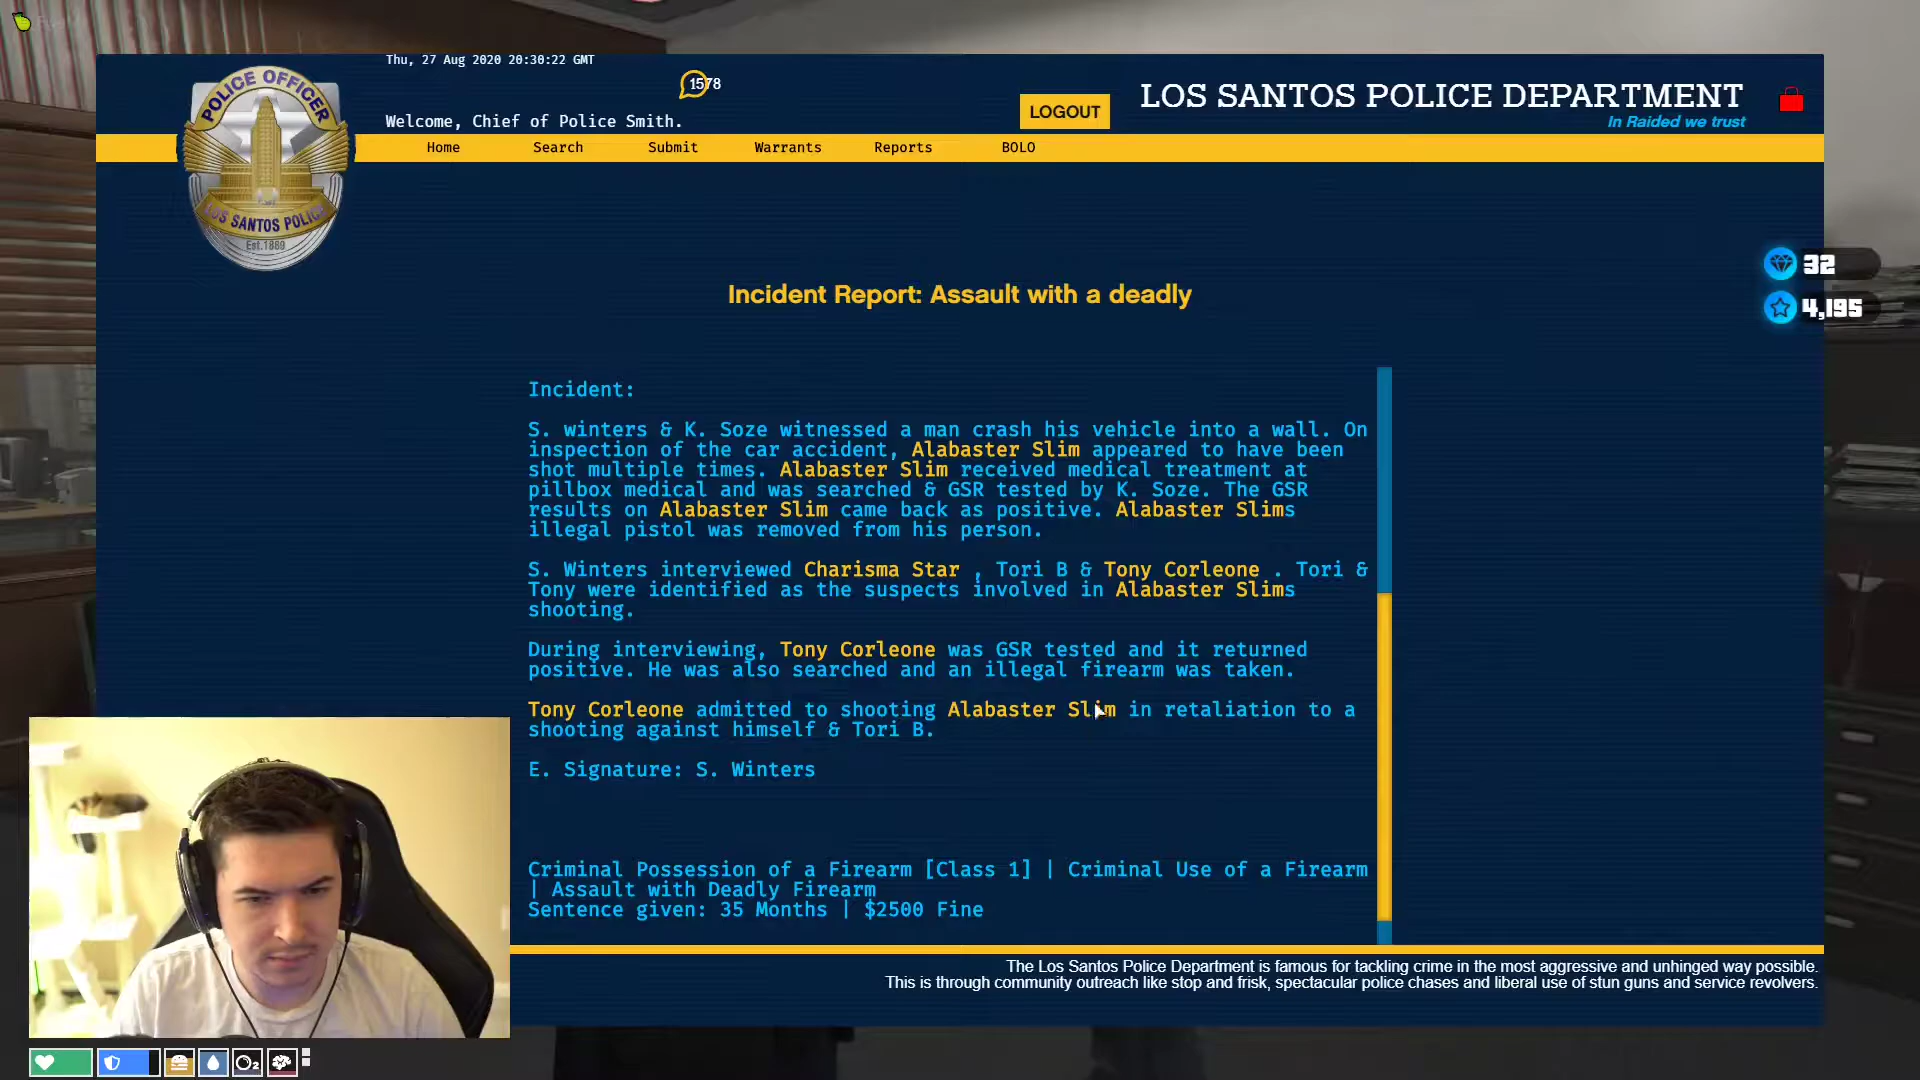 Thu, 27 Aug 2020 20:30:22 GMT
1578
Welcome, Chief of Police Smith.
LOGOUT
LOS SANTOS POLICE DEPARTMENT
In Raided we trust
POLICE OFFICER
LOS SANTOS POLICE
Est.1869
Home Search Submit Warrants Reports BOLO
32
4,195
Incident Report: Assault with a deadly
Incident:
S. winters & K. Soze witnessed a man crash his vehicle into a wall. On
inspection of the car accident, Alabaster Slim appeared to have been
shot multiple times. Alabaster Slim received medical treatment at
pillbox medical and was searched & GSR tested by K. Soze. The GSR
results on Alabaster Slim came back as positive. Alabaster Slims
illegal pistol was removed from his person.
S. Winters interviewed Charisma Star , Tori B & Tony Corleone . Tori &
Tony were identified as the suspects involved in Alabaster Slims
shooting.
During interviewing, Tony Corleone was GSR tested and it returned
positive. He was also searched and an illegal firearm was taken.
Tony Corleone admitted to shooting Alabaster Slim in retaliation to a
shooting against himself & Tori B.
E. Signature: S. Winters
Criminal Possession of a Firearm [Class 1] | Criminal Use of a Firearm
| Assault with Deadly Firearm
Sentence given: 35 Months | $2500 Fine
The Los Santos Police Department is famous for tackling crime in the most aggressive and unhinged way possible.
This is through community outreach like stop and frisk, spectacular police chases and liberal use of stun guns and service revolvers.
O2